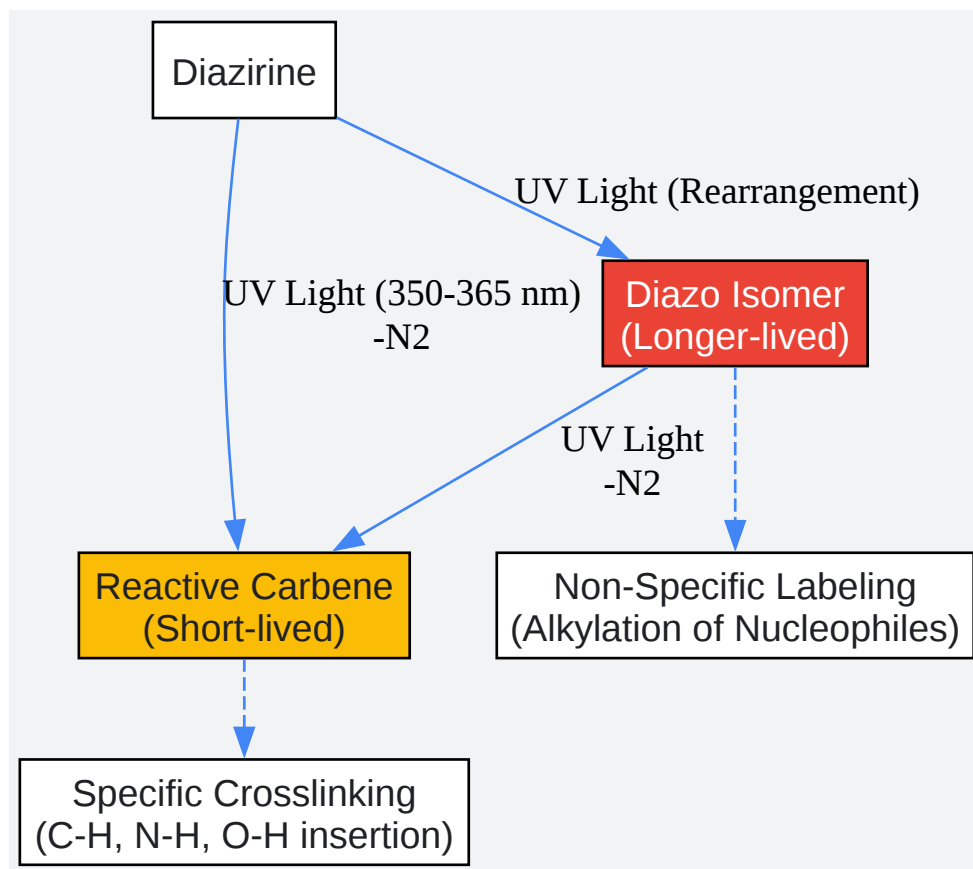 Diazirine
UV Light (Rearrangement)
UV Light (350-365 nm)
-N2
Diazo Isomer
(Longer-lived)
UV Light
-N2
Reactive Carbene
(Short-lived)
Non-Specific Labeling
(Alkylation of Nucleophiles)
Specific Crosslinking
(C-H, N-H, O-H insertion)